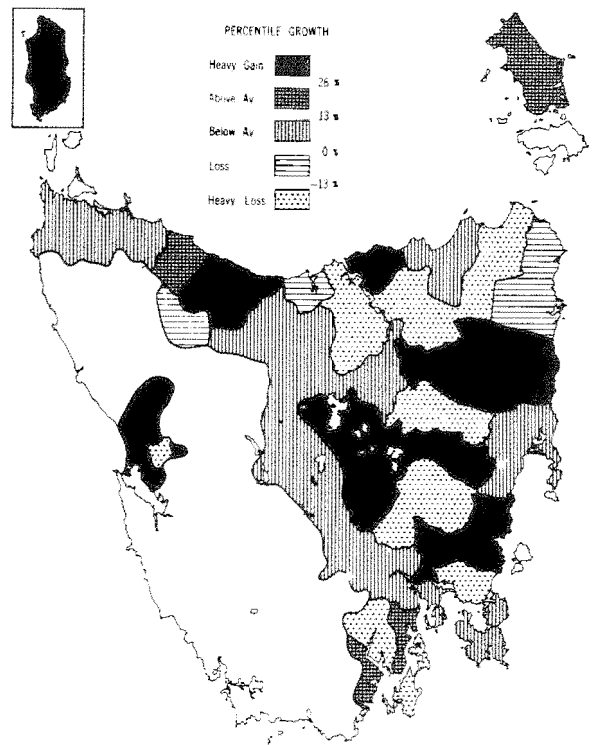 PERCENTILE GROWTH
Heavy Gain
26 %
Above Av
13 %
Below Av
0 %
Loss
-13 %
Heavy Loss